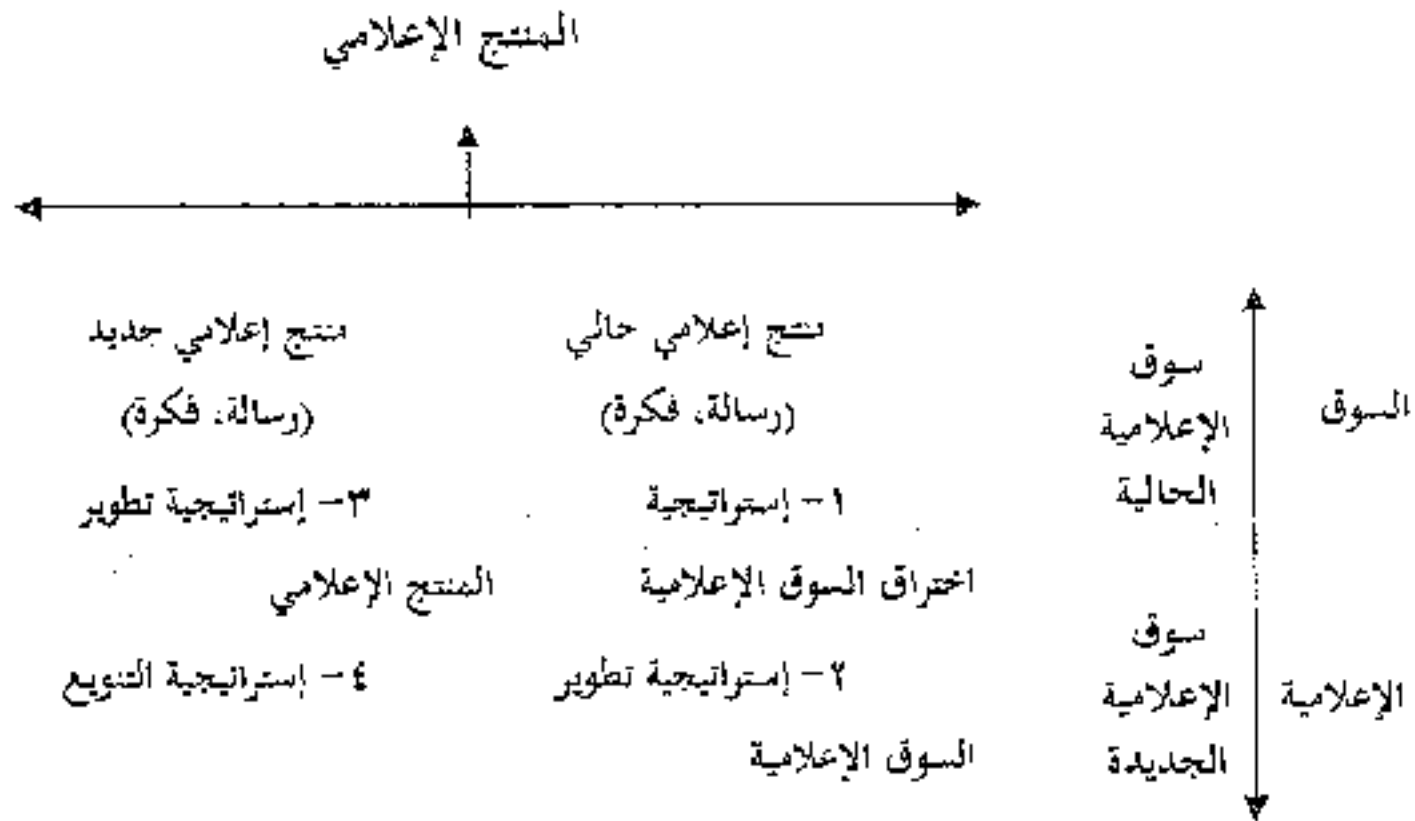 المنتج الإعلامي
منتج إعلامي حالي
(رسالة، فكرة)
منتج إعلامي جديد
(رسالة، فكرة)
السوق
الإعلامية
سوق
الإعلامية
الحالية
١- إستراتيجية
اختراق السوق الإعلامية
٣- إستراتيجية تطوير
المنتج الإعلامي
سوق
الإعلامية
الجديدة
٢- إستراتيجية تطوير
السوق الإعلامية
٤- إستراتيجية التنويع